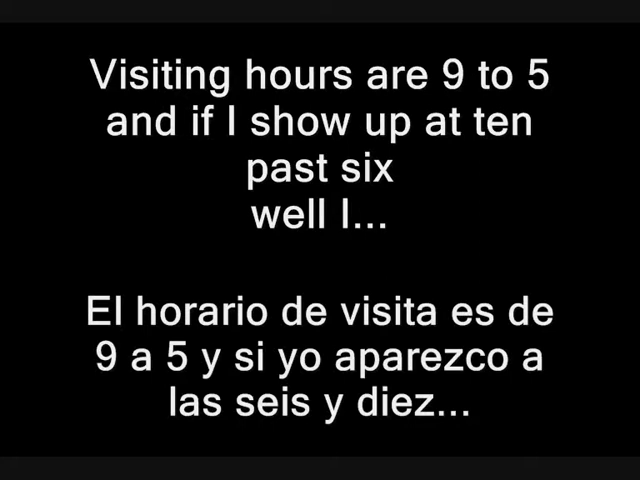 Visiting hours are 9 to 5
and if I show up at ten
past six
well I...
El horario de visita es de
9 a 5 y si yo aparezco a
las seis y diez...